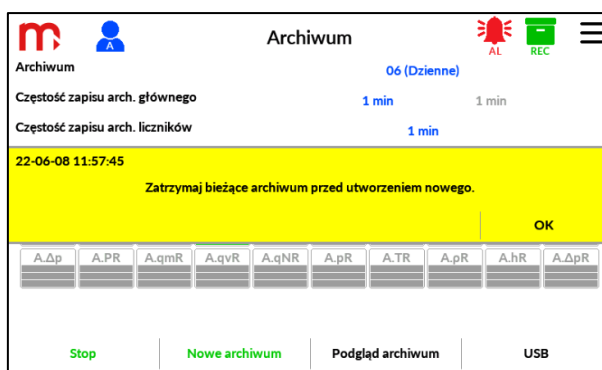 m
A
Archiwum
AL
REC
Archiwum 06 (Dzienne)
Częstość zapisu arch. głównego 1 min 1 min
Częstość zapisu arch. liczników 1 min
22-06-08 11:57:45
Zatrzymaj bieżące archiwum przed utworzeniem nowego.
OK
A.Δp A.PR A.qmR A.qvR A.qNR A.pR A.TR A.ρR A.hR A.ΔpR
Stop Nowe archiwum Podgląd archiwum USB